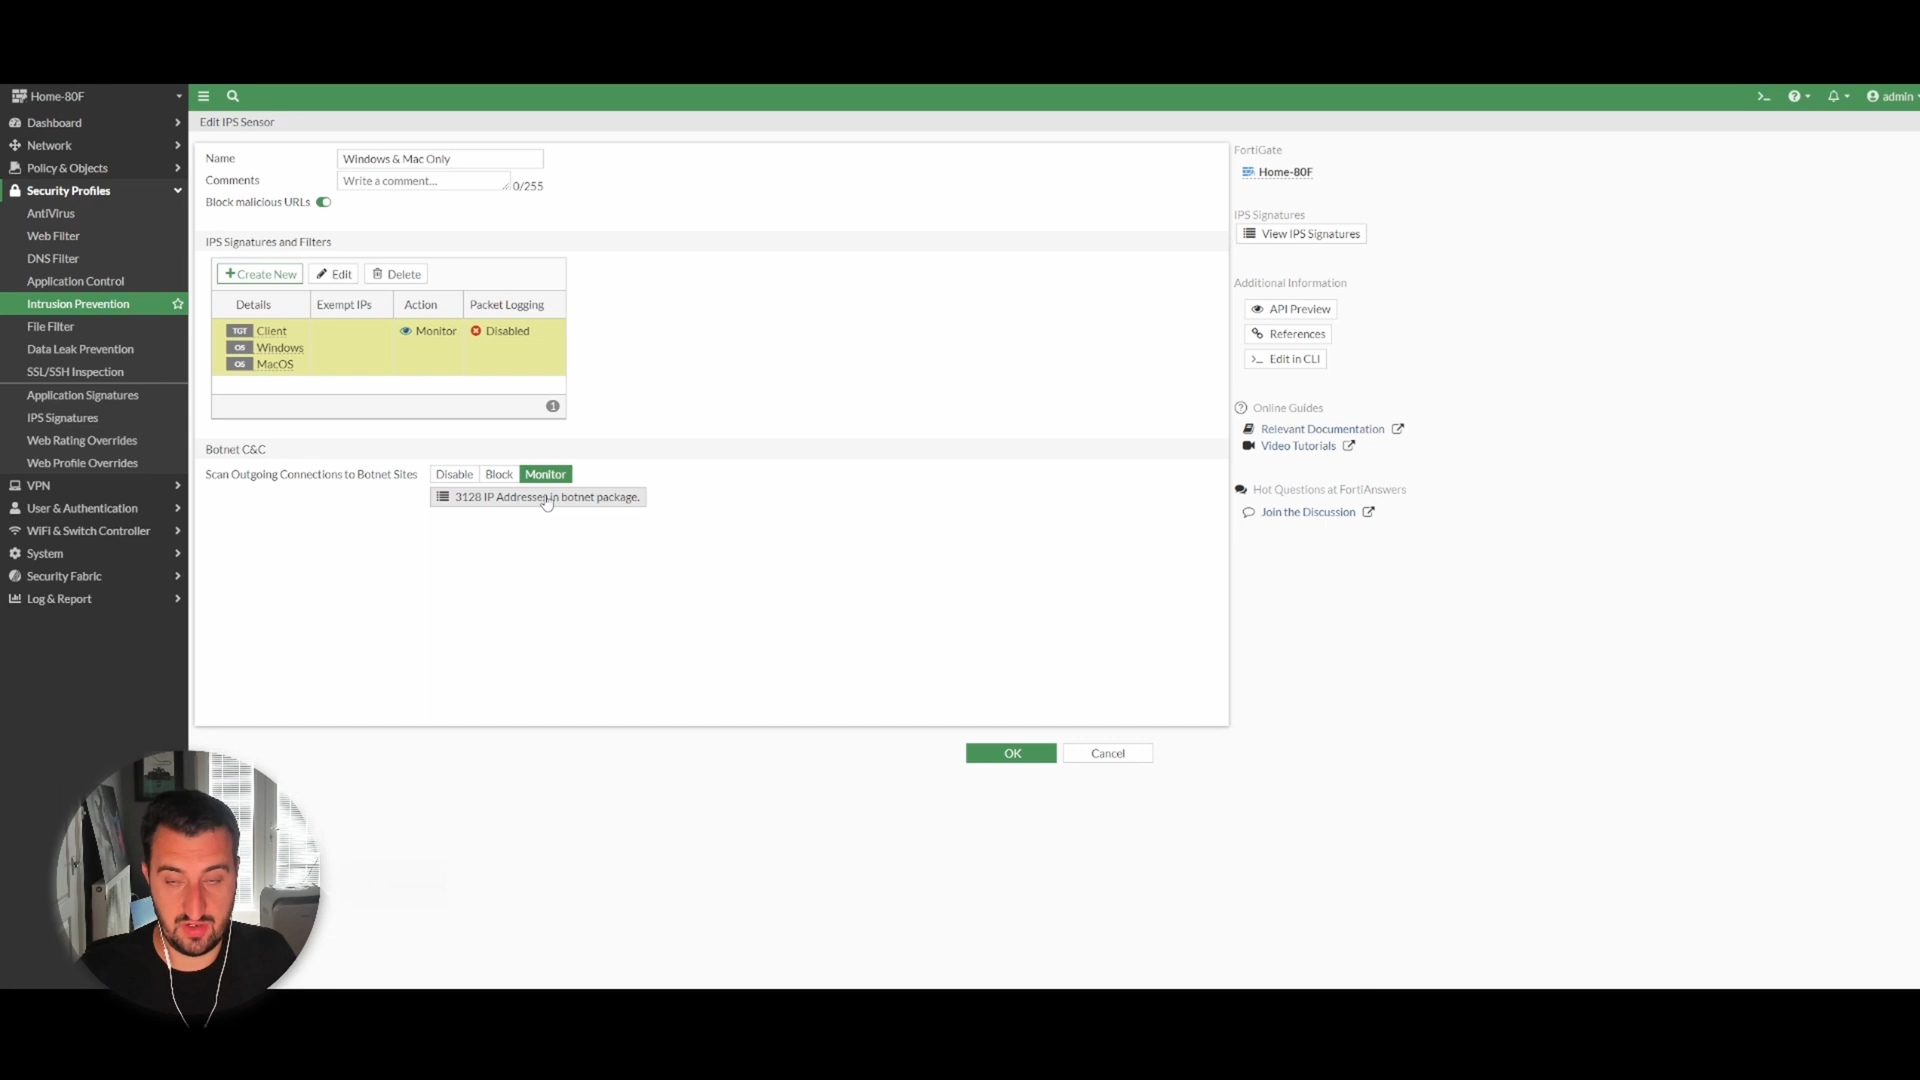 Home-80F
admin
Dashboard
Network
Policy & Objects
Security Profiles
AntiVirus
Web Filter
DNS Filter
Application Control
Intrusion Prevention
File Filter
Data Leak Prevention
SSL/SSH Inspection
Application Signatures
IPS Signatures
Web Rating Overrides
Web Profile Overrides
VPN
User & Authentication
WiFi & Switch Controller
System
Security Fabric
Log & Report
Edit IPS Sensor
Name Windows & Mac Only
Comments Write a comment... 0/255
Block malicious URLs
IPS Signatures and Filters
+Create New Edit Delete
Details Exempt IPs Action Packet Logging
TGT Client Monitor Disabled
OS Windows
OS MacOS
1
Botnet C&C
Scan Outgoing Connections to Botnet Sites Disable Block Monitor
3128 IP Addresses in botnet package.
OK Cancel
FortiGate
Home-80F
IPS Signatures
View IPS Signatures
Additional Information
API Preview
References
>_ Edit in CLI
Online Guides
Relevant Documentation
Video Tutorials
Hot Questions at FortiAnswers
Join the Discussion